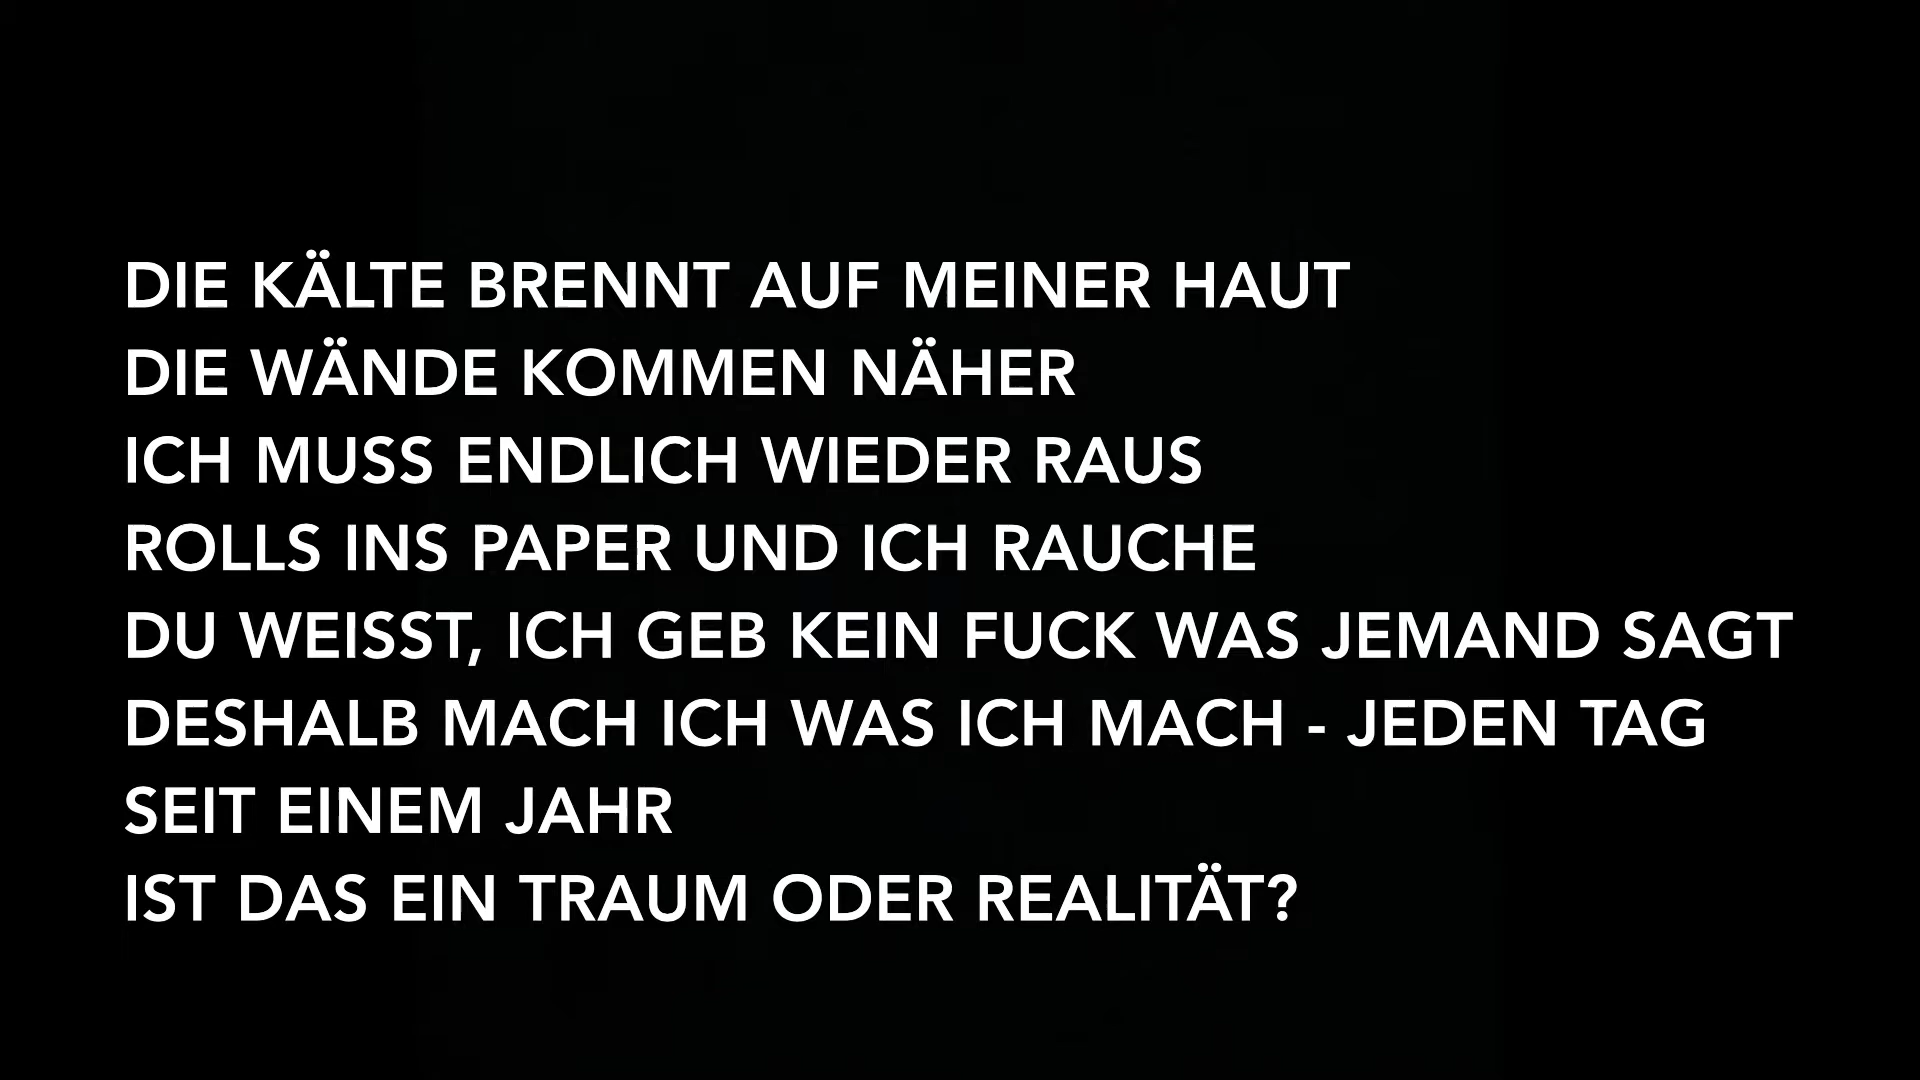 DIE KÄLTE BRENNT AUF MEINER HAUT
DIE WÄNDE KOMMEN NÄHER
ICH MUSS ENDLICH WIEDER RAUS
ROLLS INS PAPER UND ICH RAUCHE
DU WEISST, ICH GEB KEIN FUCK WAS JEMAND SAGT
DESHALB MACH ICH WAS ICH MACH - JEDEN TAG
SEIT EINEM JAHR
IST DAS EIN TRAUM ODER REALITÄT?